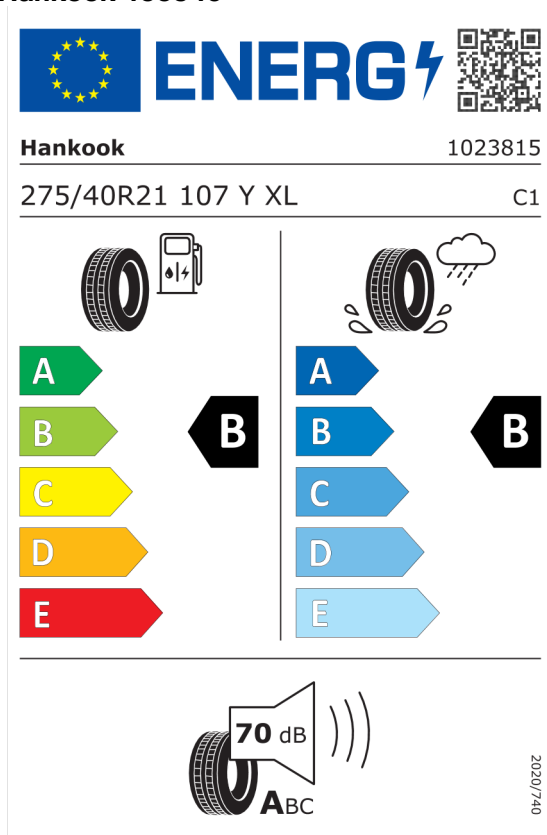 ENERG
Hankook 1023815
275/40R21 107 Y XL C1
A A
B B B B
C C
D D
E E
70 dB
ABC
2020/740